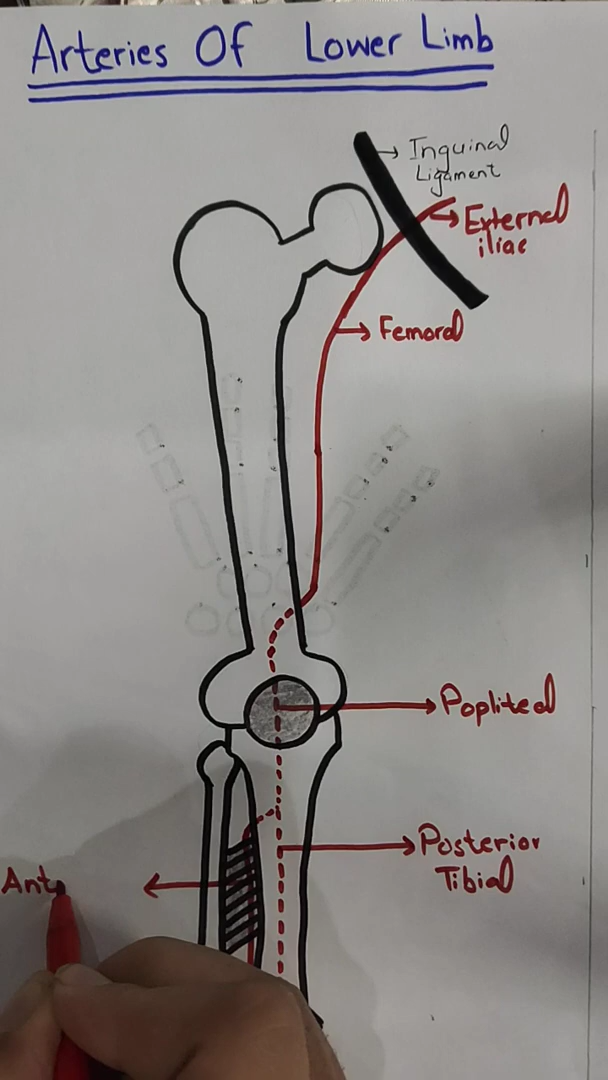 Arteries Of Lower Limb
Inguinal
Ligament
External
iliac
Femoral
Popliteal
Posterior
Tibial
Ant